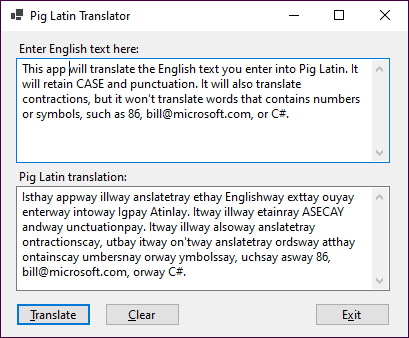 Pig Latin Translator
Enter English text here:
This app will translate the English text you enter into Pig Latin. It
will retain CASE and punctuation. It will also translate
contractions, but it won't translate words that contains numbers
or symbols, such as 86, bill@microsoft.com, or C#.
Pig Latin translation:
Isthay appway illway anslatetray ethay Englishway exttay ouyay
enterway intoway Igpay Atinlay. Itway illway etainray ASECAY
andway unctuationpay. Itway illway alsoway anslatetray
ontractionscay, utbay itway on'tway anslatetray ordsway atthay
ontainscay umbersnay orway ymbolssay, uchsay asway 86,
bill@microsoft.com, orway C#.
Translate Clear Exit